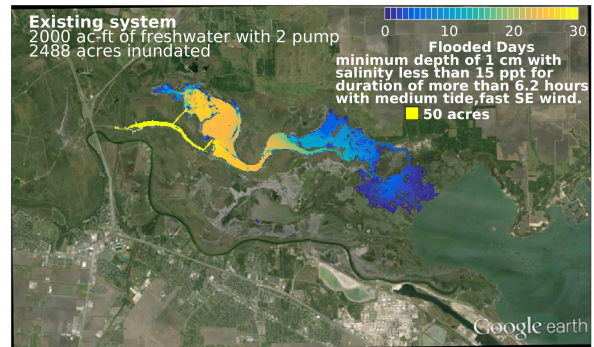 Existing system
2000 ac-ft of freshwater with 2 pump
2488 acres inundated
0 10 20 30
Flooded Days
minimum depth of 1 cm with
salinity less than 15 ppt for
duration of more than 6.2 hours
with medium tide,fast SE wind.
50 acres
Google earth